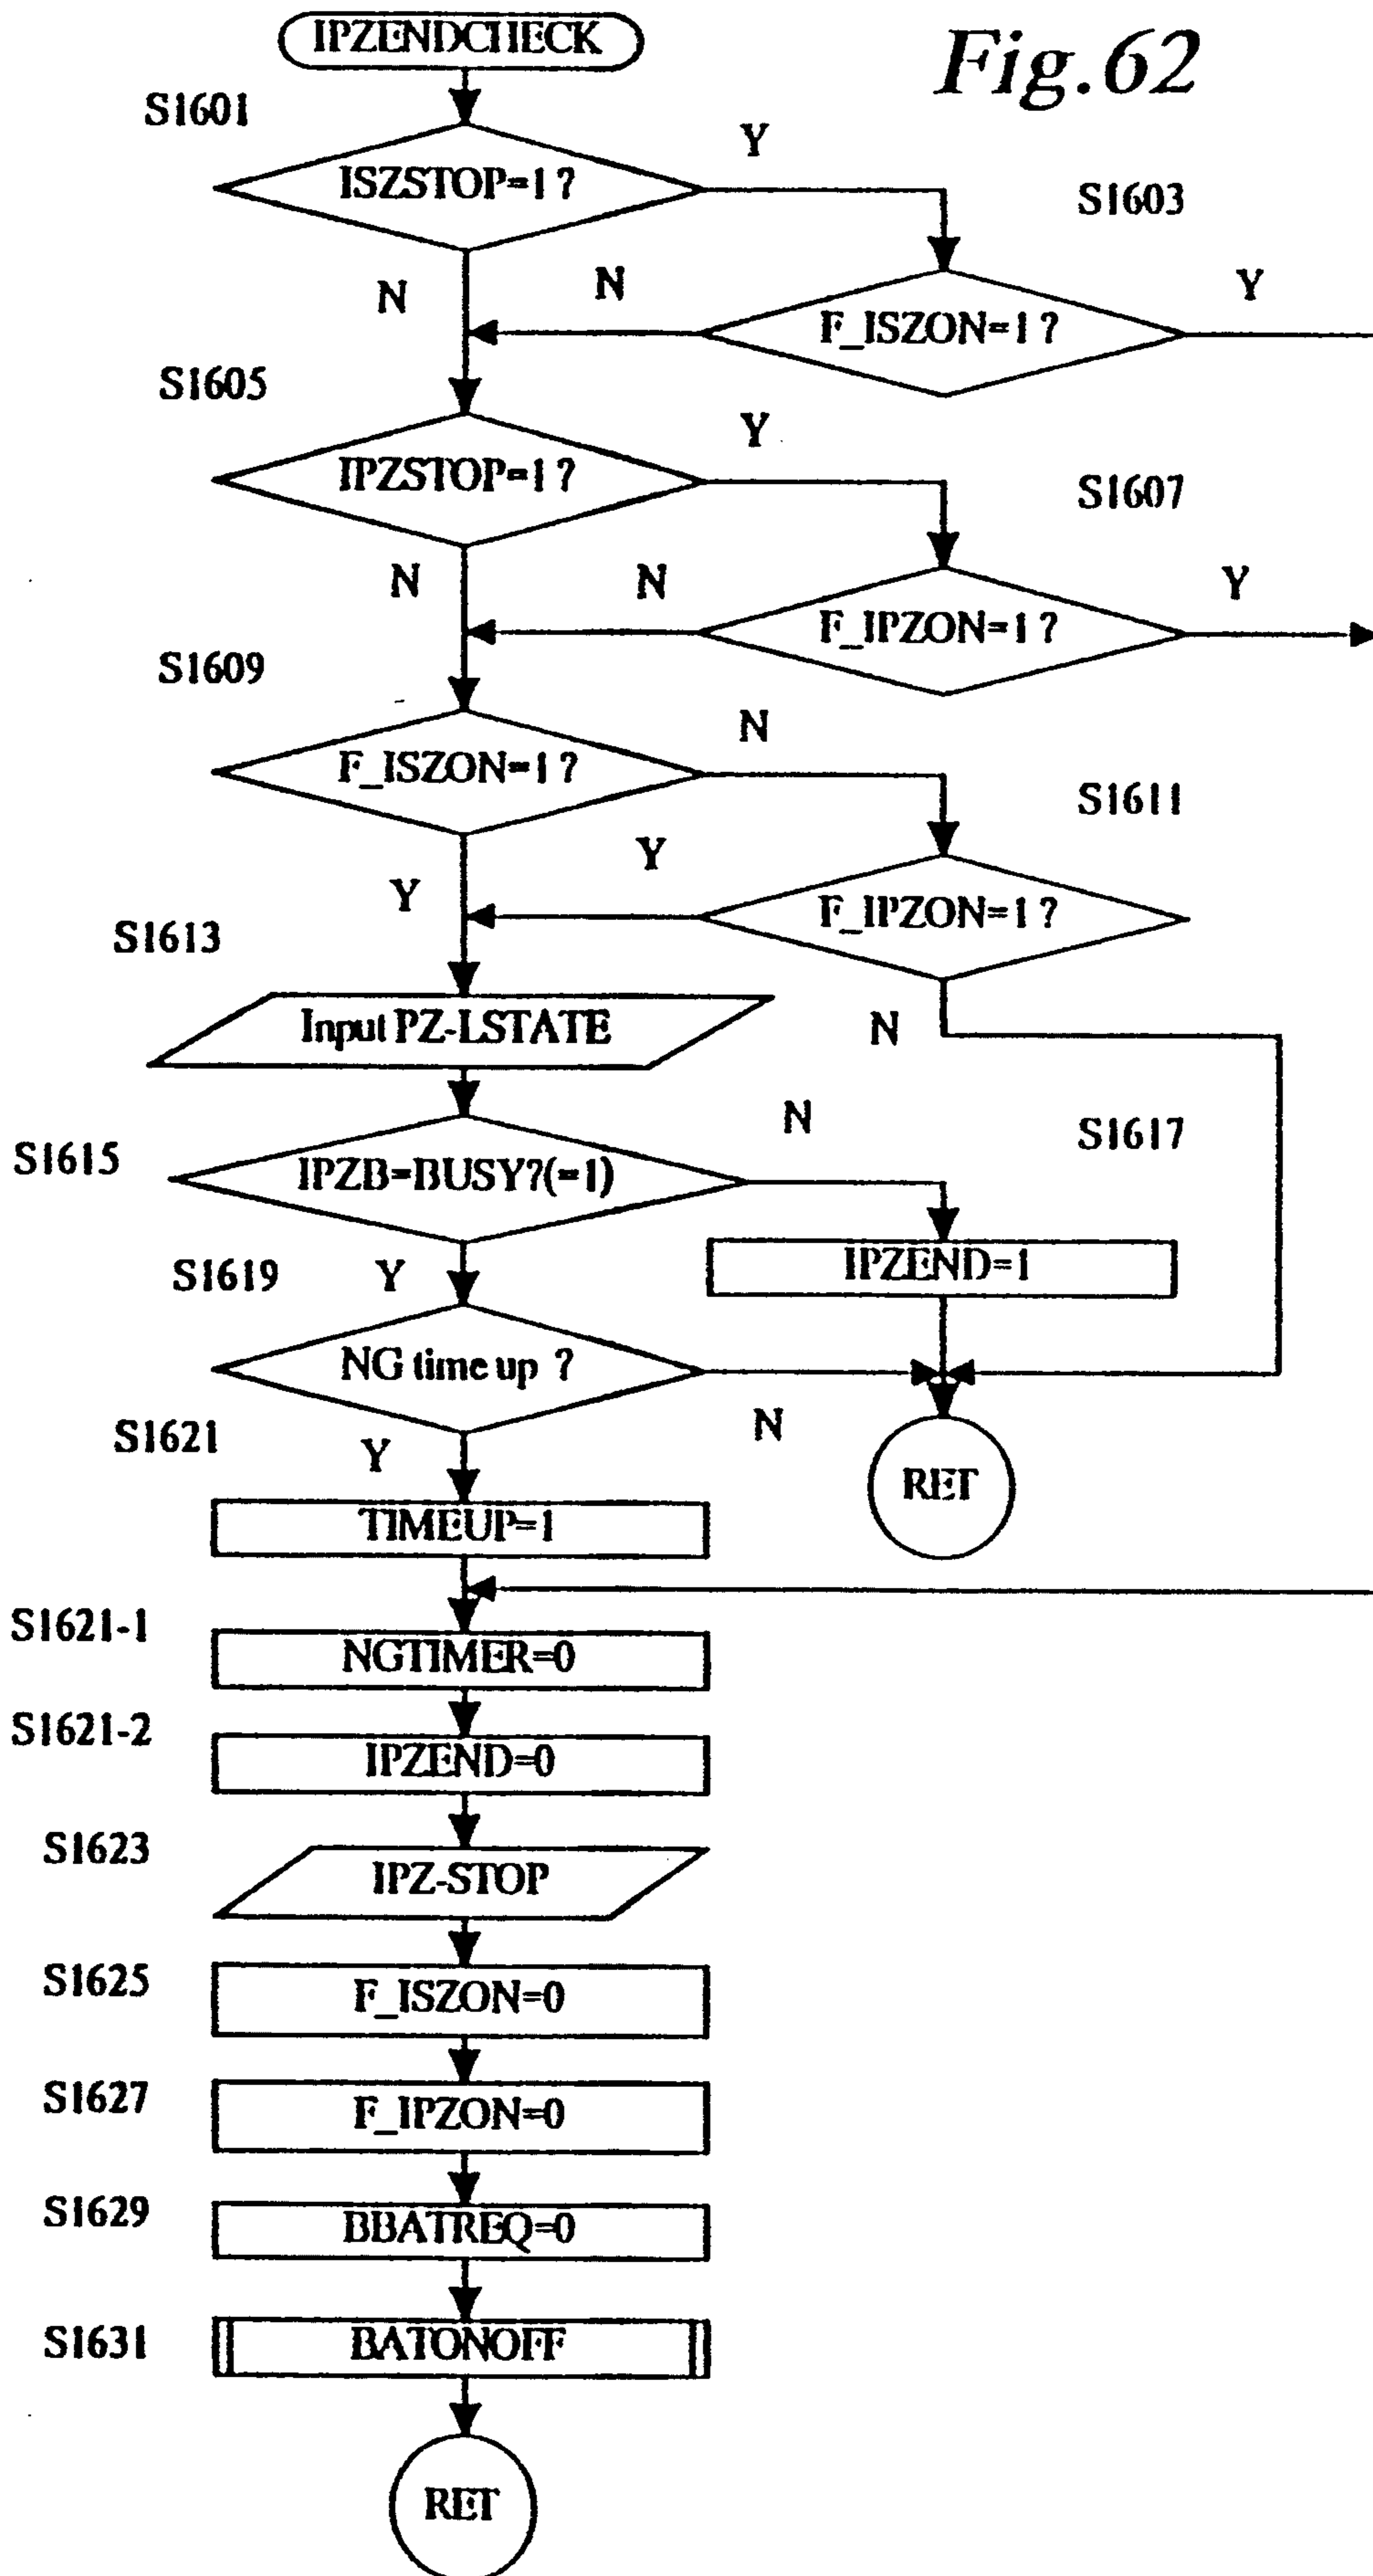 IPZENDCHECK
Fig.62
S1601
ISZSTOP=1 ?
Y
S1603
N
N
F_ISZON=1 ?
Y
S1605
IPZSTOP=1 ?
Y
S1607
N
N
F_IPZON=1 ?
Y
S1609
F_ISZON=1 ?
N
S1611
Y
Y
F_IPZON=1 ?
S1613
Input PZ-LSTATE
N
S1615
IPZB=BUSY?(=1)
N
S1617
IPZEND=1
S1619
Y
NG time up ?
N
S1621
Y
RET
TIMEUP=1
S1621-1
NGTIMER=0
S1621-2
IPZEND=0
S1623
IPZ-STOP
S1625
F_ISZON=0
S1627
F_IPZON=0
S1629
BBATREQ=0
S1631
BATONOFF
RET